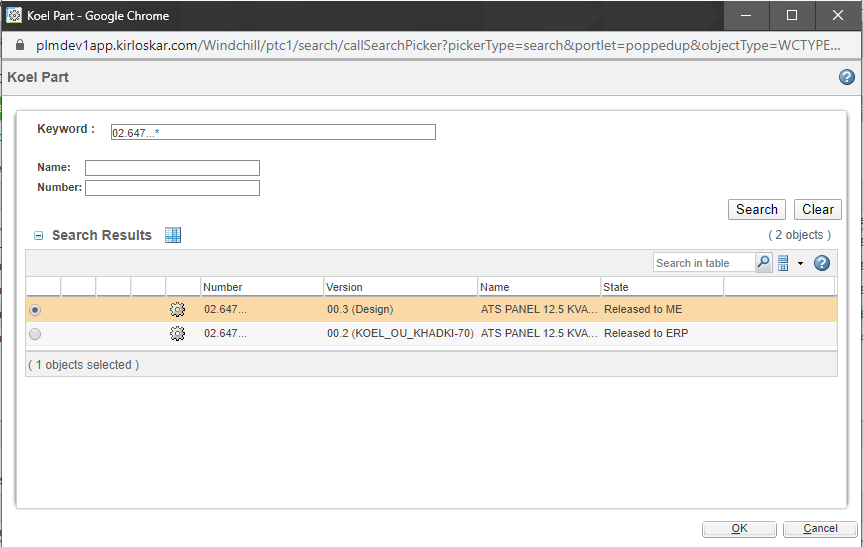 Koel Part - Google Chrome
plmdev1app.kirloskar.com/Windchill/ptc1/search/callSearchPicker?pickerType=search&portlet=poppedup&objectType=WCTYPE...
Koel Part
Keyword : 02.647...*
Name:
Number:
Search Clear
Search Results ( 2 objects )
Search in table
Number Version Name State
02.647... 00.3 (Design) ATS PANEL 12.5 KVA... Released to ME
02.647... 00.2 (KOEL_OU_KHADKI-70) ATS PANEL 12.5 KVA... Released to ERP
( 1 objects selected )
OK Cancel